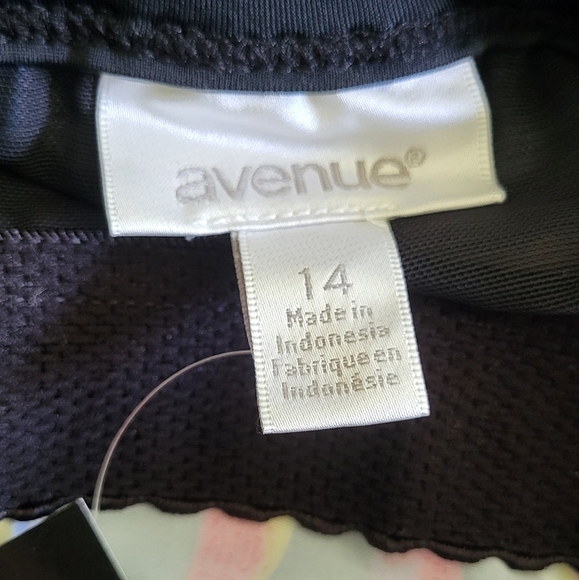 avenue®
14
Made in
Indonesia
Fabriqué en
Indonésie